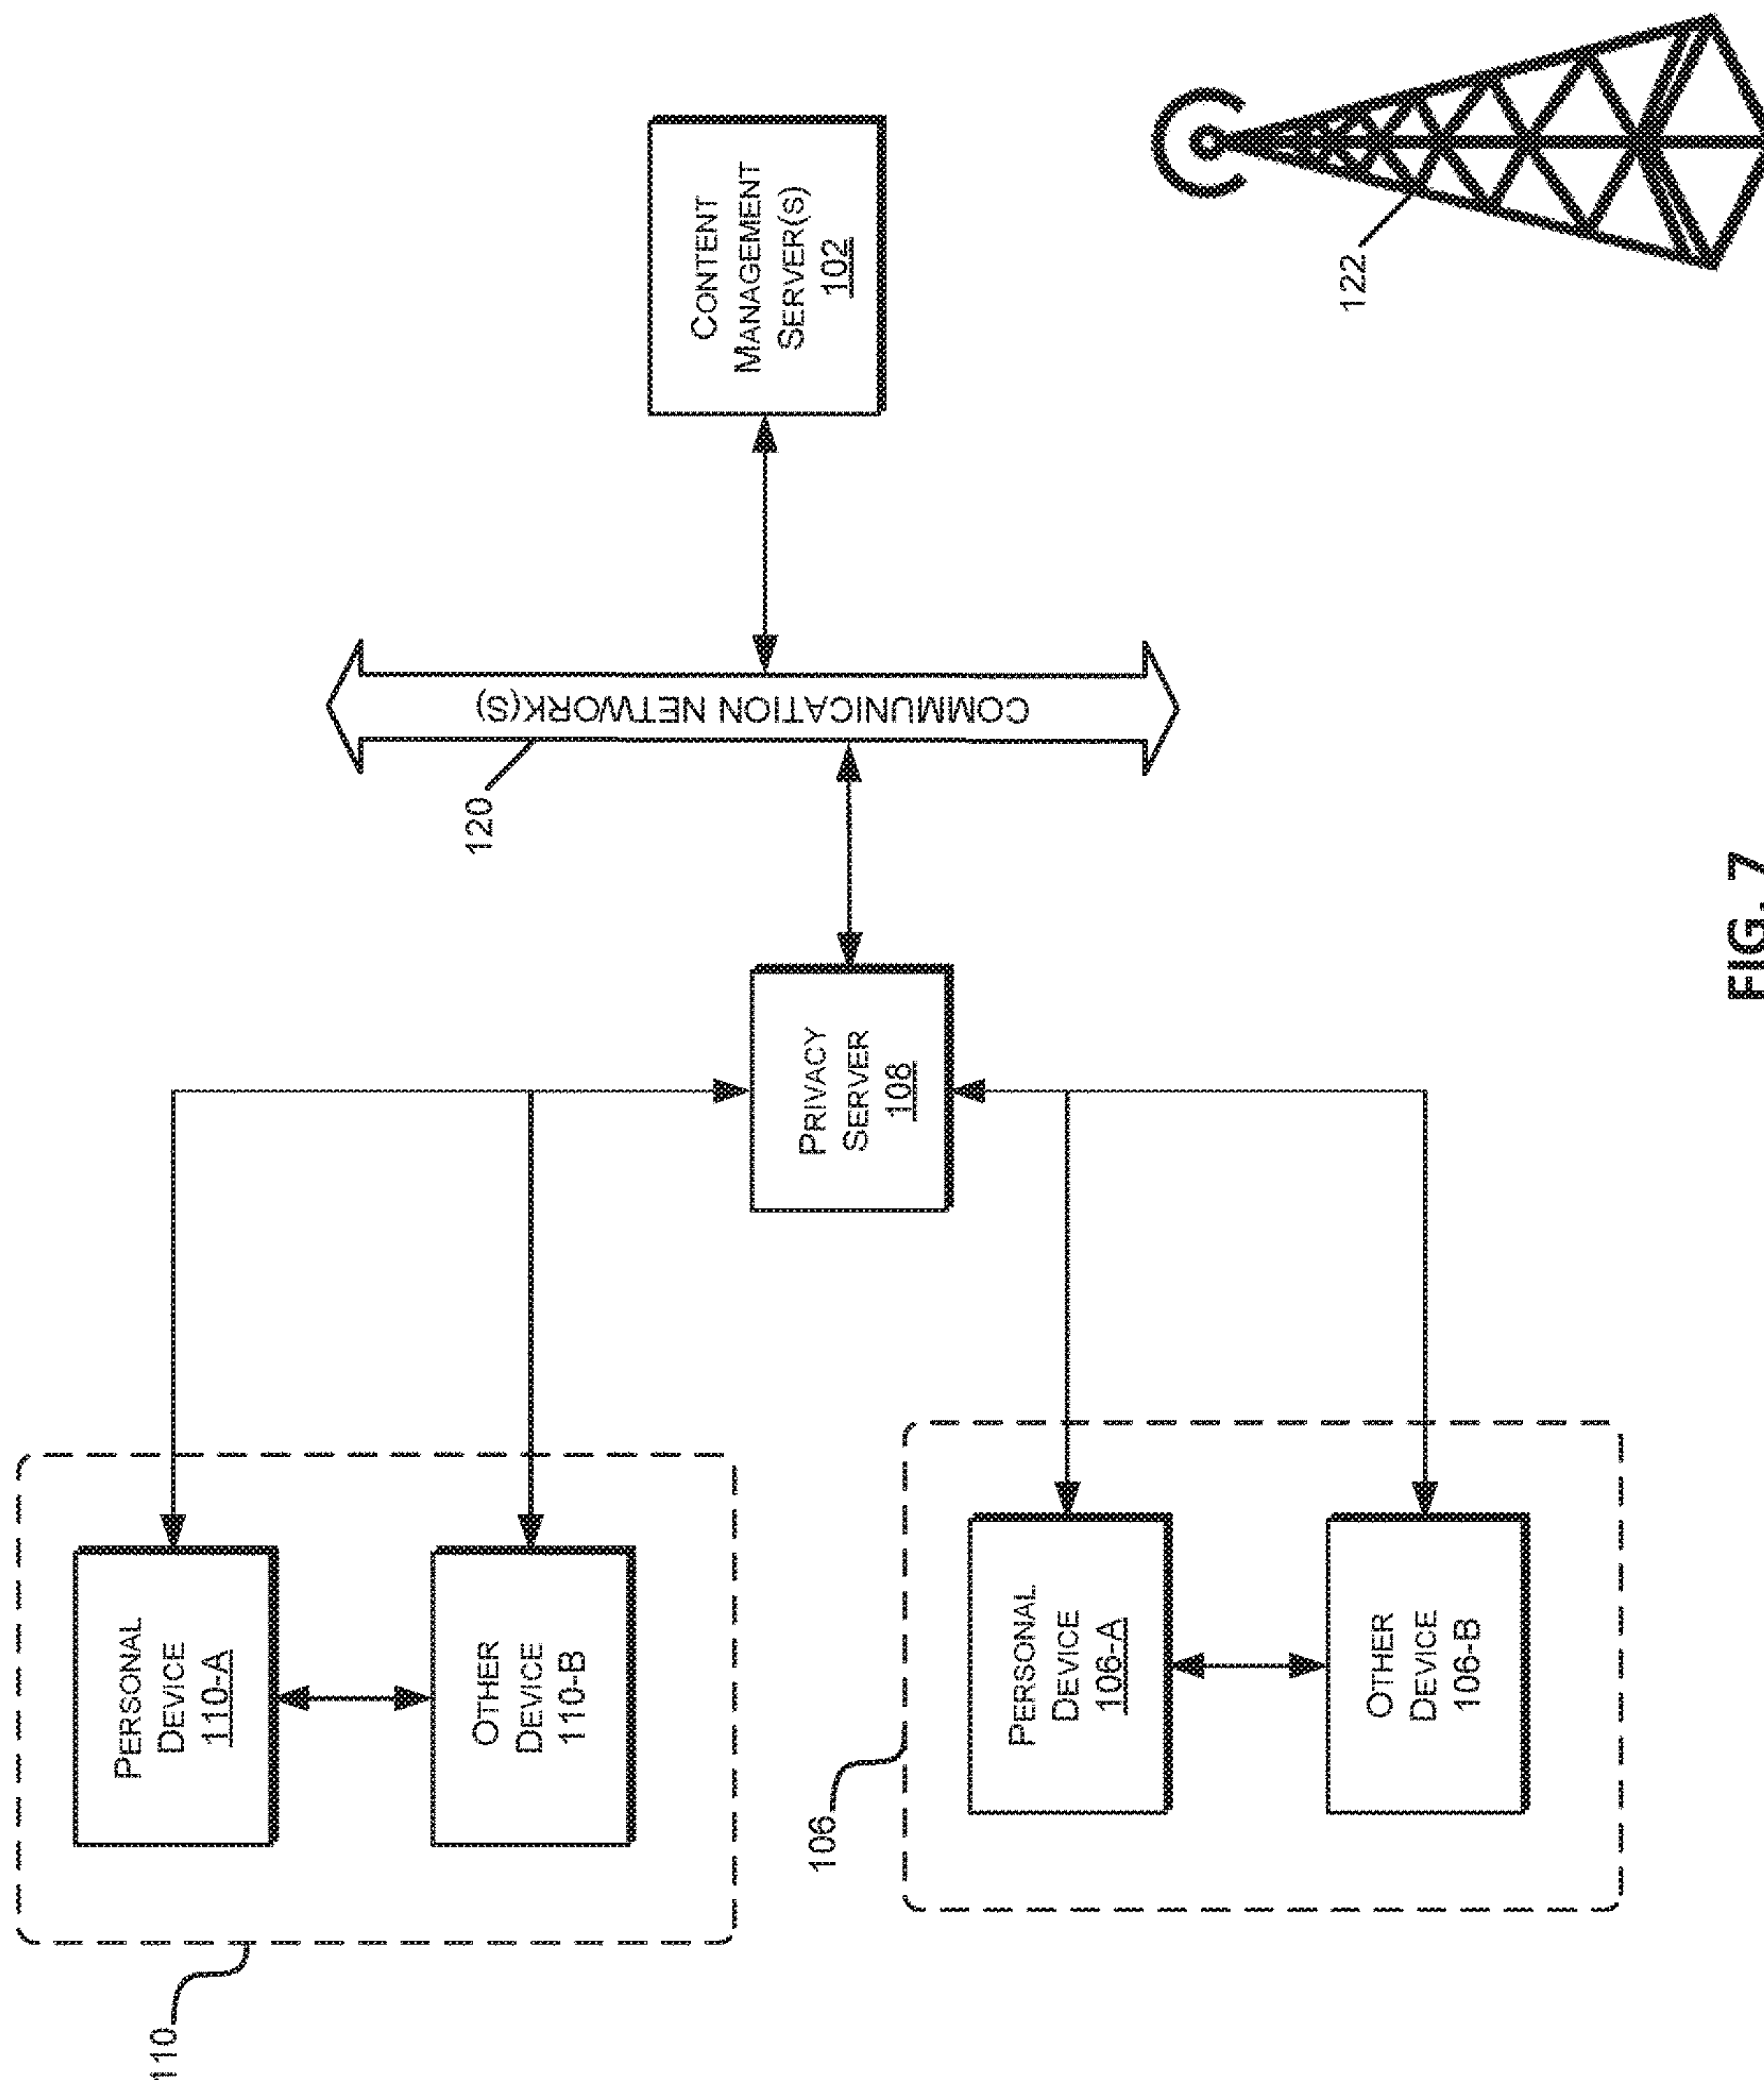 110
PERSONAL
DEVICE
110-A
OTHER
DEVICE
110-B
106
PERSONAL
DEVICE
106-A
OTHER
DEVICE
106-B
PRIVACY
SERVER
108
120
COMMUNICATION NETWORK(S)
CONTENT
MANAGEMENT
SERVER(S)
102
122
FIG. 7